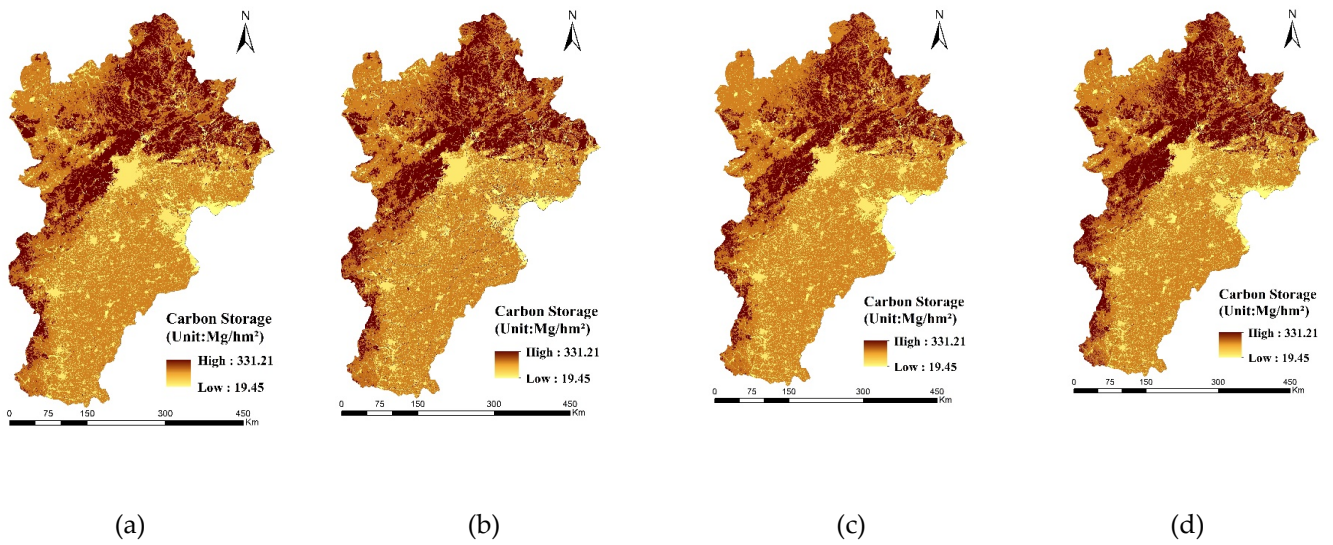 N
N
N
N
Carbon Storage
(Unit:Mg/hm²)
High : 331.21
Low : 19.45
0 75 150 300 450
Km
Carbon Storage
(Unit:Mg/hm²)
High : 331.21
Low : 19.45
0 75 150 300 450
Km
Carbon Storage
(Unit:Mg/hm²)
High : 331.21
Low : 19.45
0 75 150 300 450
Km
Carbon Storage
(Unit:Mg/hm²)
High : 331.21
Low : 19.45
0 75 150 300 450
Km
(a) (b) (c) (d)